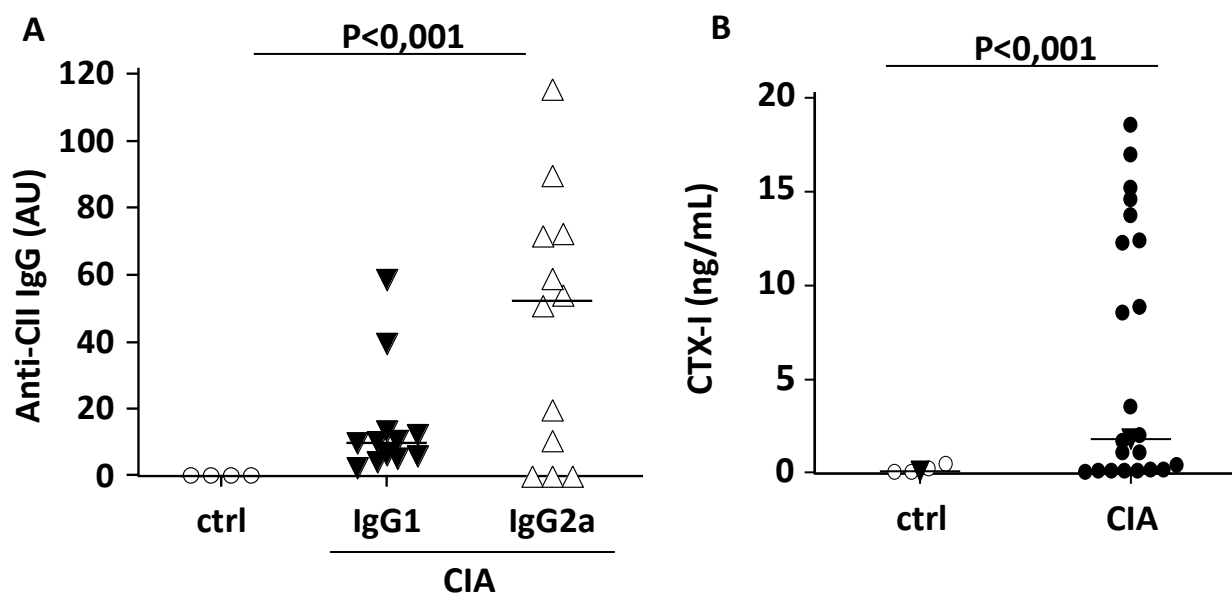 A
P<0,001
120
100
80
60
40
20
0
Anti-CII IgG (AU)
ctrl
IgG1
IgG2a
CIA
B
P<0,001
20
15
10
5
0
CTX-I (ng/mL)
ctrl
CIA